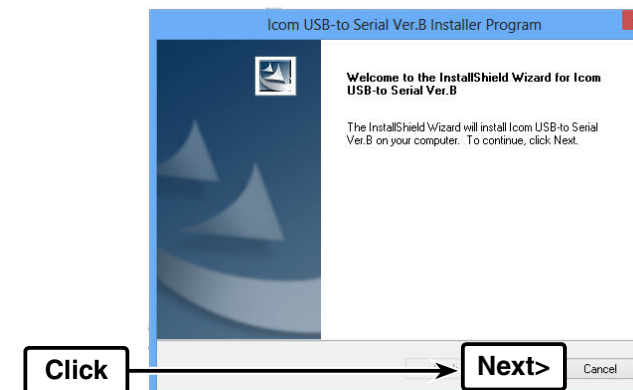 Icom USB-to Serial Ver.B Installer Program
Welcome to the InstallShield Wizard for Icom
USB-to Serial Ver.B
The InstallShield Wizard will install Icom USB-to Serial
Ver.B on your computer. To continue, click Next.
Click
Next>
Cancel